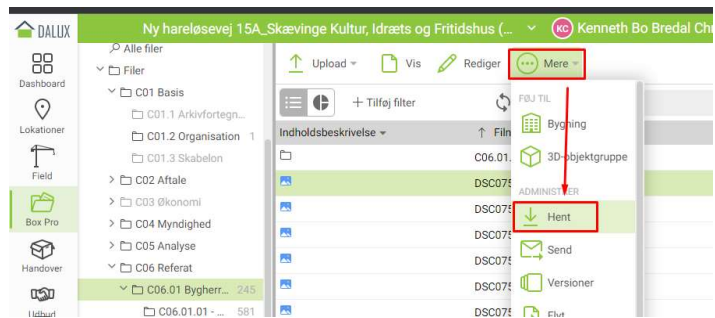 DALUX
Ny hareløsevej 15A_Skævinge Kultur, Idræts og Fritidshus (...
KC Kenneth Bo Bredal Chu
Dashboard
Lokationer
Field
Box Pro
Handover
Udbud
Alle filer
Filer
C01 Basis
C01.1 Arkivfortegn...
C01.2 Organisation 1
C01.3 Skabelon
C02 Aftale
C03 Økonomi
C04 Myndighed
C05 Analyse
C06 Referat
C06.01 Bygherr... 245
C06.01.01 - ... 581
Upload
Vis
Rediger
Mere
+ Tilføj filter
Indholdsbeskrivelse
Filn
C06.01.
DSC075
DSC075
DSC075
DSC075
DSC075
DSC075
FØJ TIL
Bygning
3D-objektgruppe
ADMINISTRER
Hent
Send
Versioner
Flyt